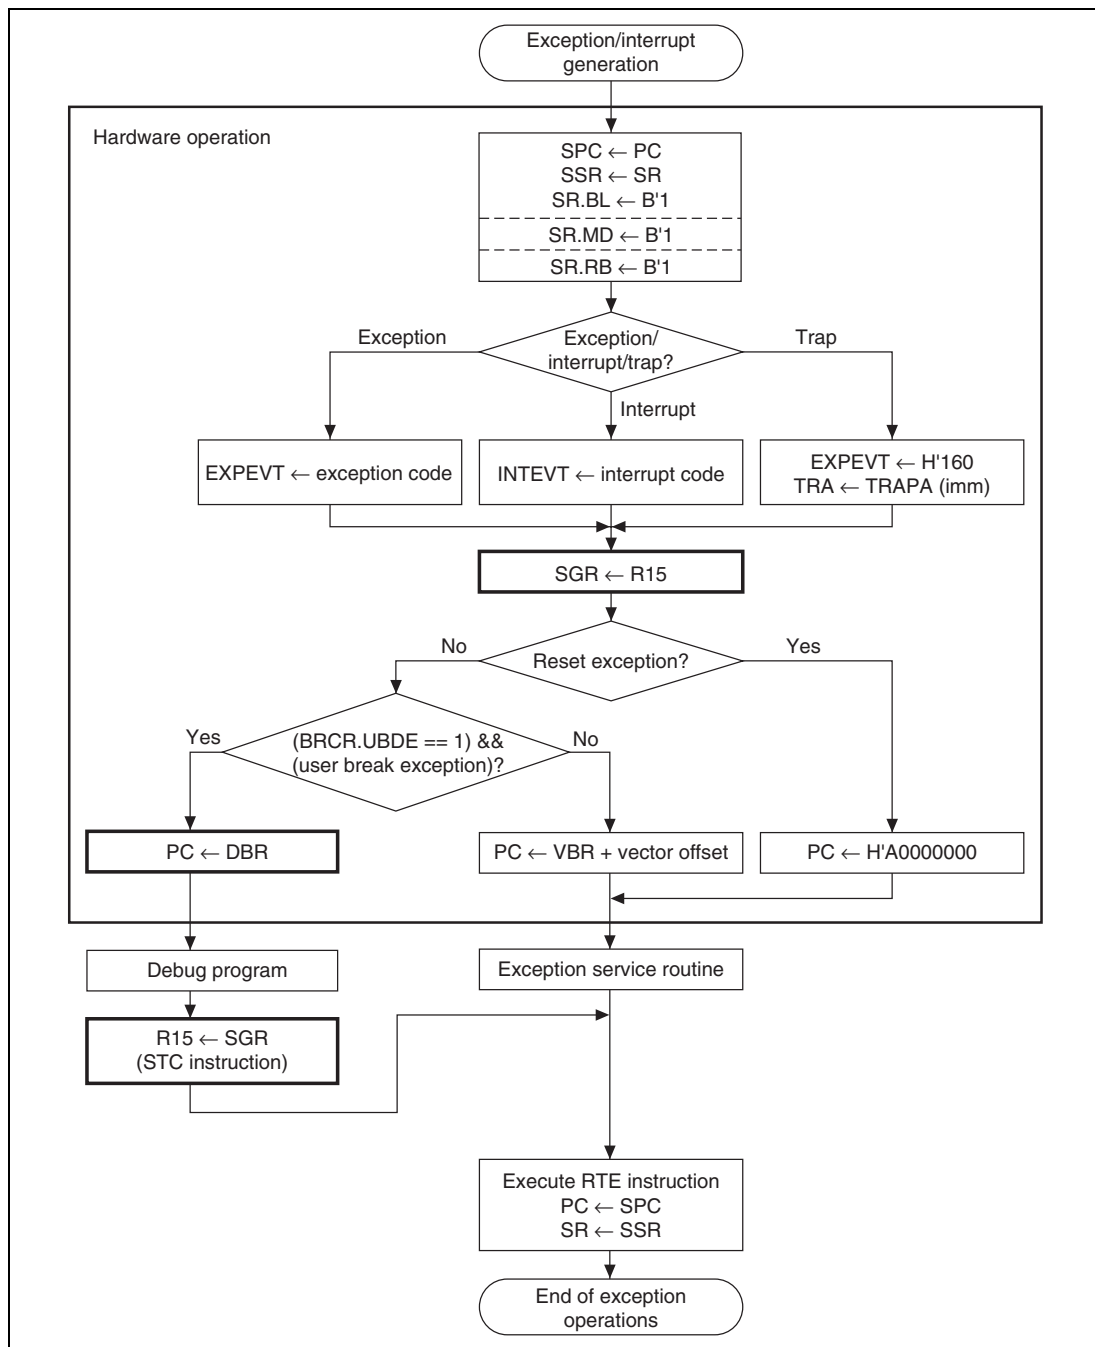 Exception/interrupt
generation
Hardware operation
SPC ← PC
SSR ← SR
SR.BL ← B'1
SR.MD ← B'1
SR.RB ← B'1
Exception
Exception/
interrupt/trap?
Trap
Interrupt
EXPEVT ← exception code
INTEVT ← interrupt code
EXPEVT ← H'160
TRA ← TRAPA (imm)
SGR ← R15
No
Reset exception?
Yes
Yes
(BRCR.UBDE == 1) &&
(user break exception)?
No
PC ← DBR
PC ← VBR + vector offset
PC ← H'A0000000
Debug program
Exception service routine
R15 ← SGR
(STC instruction)
Execute RTE instruction
PC ← SPC
SR ← SSR
End of exception
operations